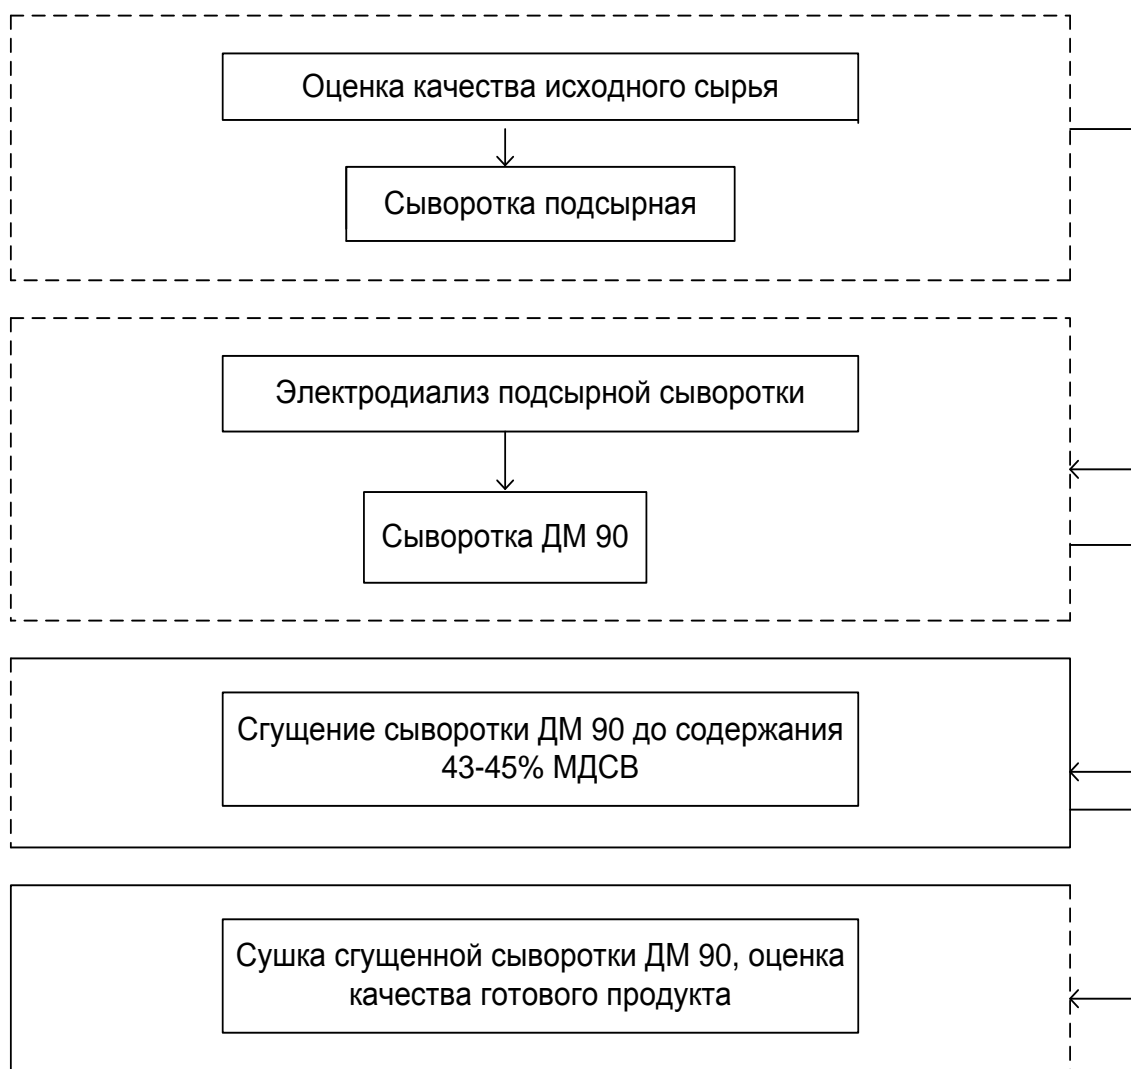 Оценка качества исходного сырья
Сыворотка подсырная
Электродиализ подсырной сыворотки
Сыворотка ДМ 90
Сгущение сыворотки ДМ 90 до содержания
43-45% МДСВ
Сушка сгущенной сыворотки ДМ 90, оценка
качества готового продукта